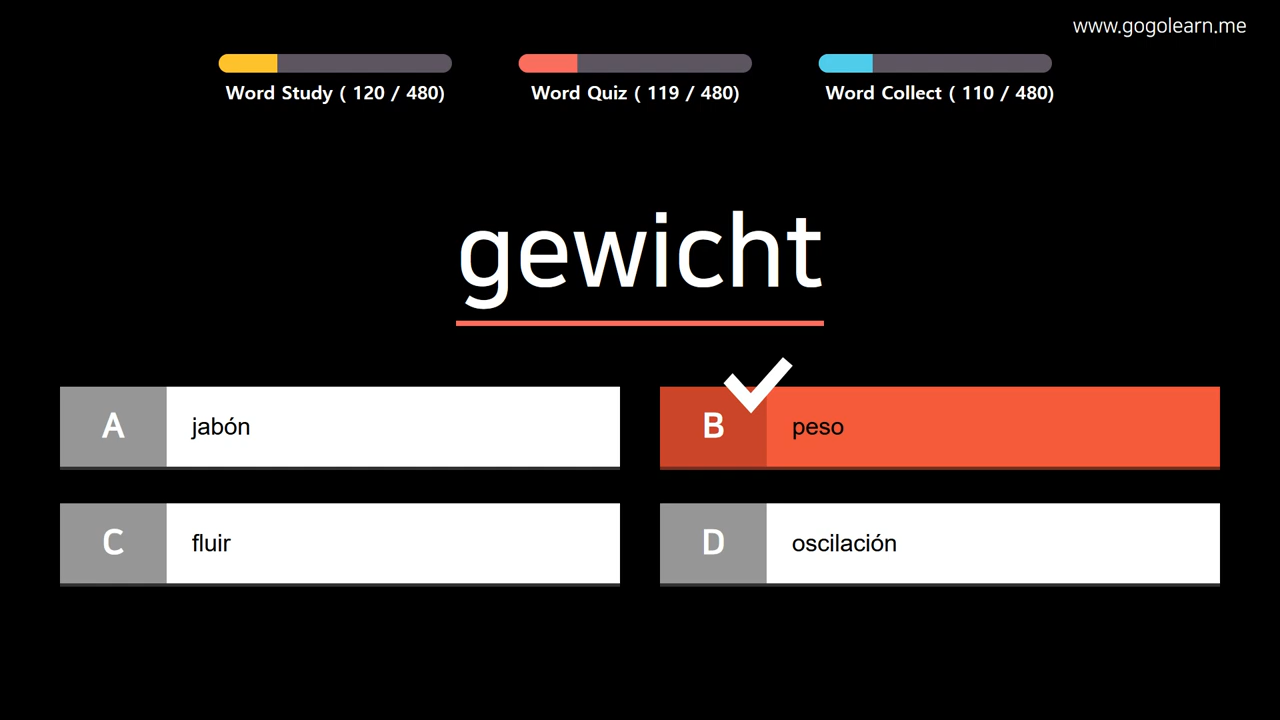 www.gogolearn.me
Word Study ( 120 / 480)
Word Quiz ( 119 / 480)
Word Collect ( 110 / 480)
gewicht
A jabón
B peso
C fluir
D oscilación